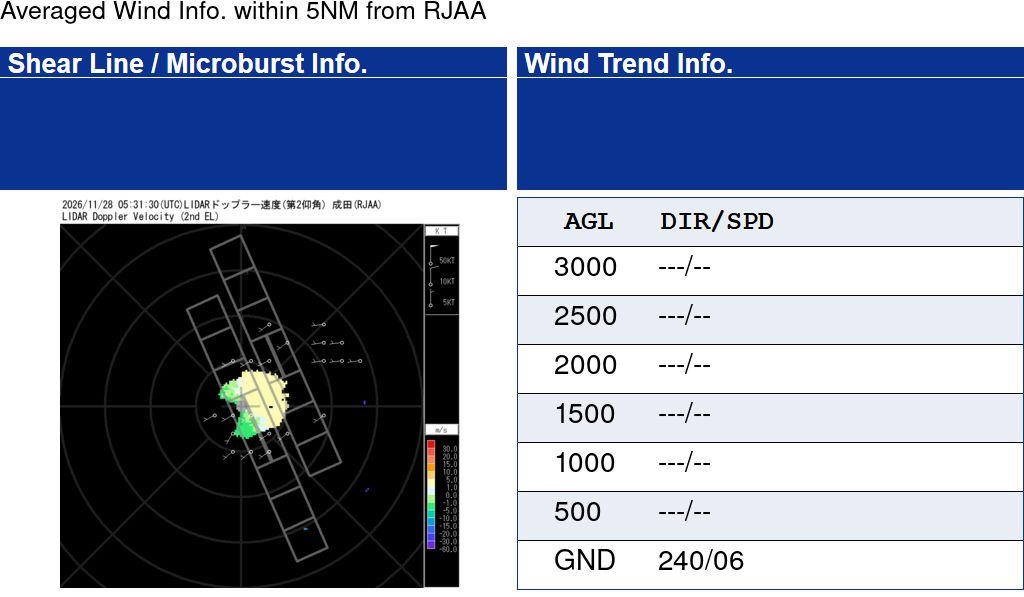 Averaged Wind Info. within 5NM from RJAA
Shear Line / Microburst Info.
Wind Trend Info.
2026/11/28 05:31:30(UTC)LIDARドップラー速度(第2仰角) 成田(RJAA)
LIDAR Doppler Velocity (2nd EL)
KT
50KT
10KT
5KT
m/s
30.0
20.0
15.0
10.0
5.0
1.0
0.0
-1.0
-5.0
-10.0
-15.0
-20.0
-30.0
-60.0
AGL DIR/SPD
3000 ---/--
2500 ---/--
2000 ---/--
1500 ---/--
1000 ---/--
500 ---/--
GND 240/06